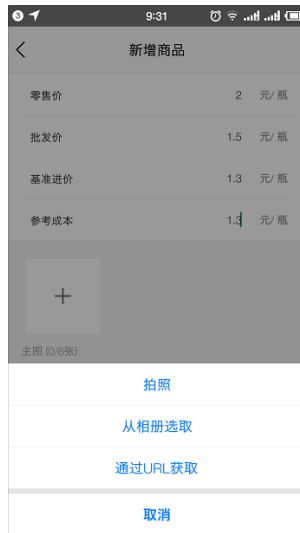 9:31
新增商品
零售价 2 元/瓶
批发价 1.5 元/瓶
基准进价 1.3 元/瓶
参考成本 1.3 元/瓶
主图 (0/6张)
拍照
从相册选取
通过URL获取
取消